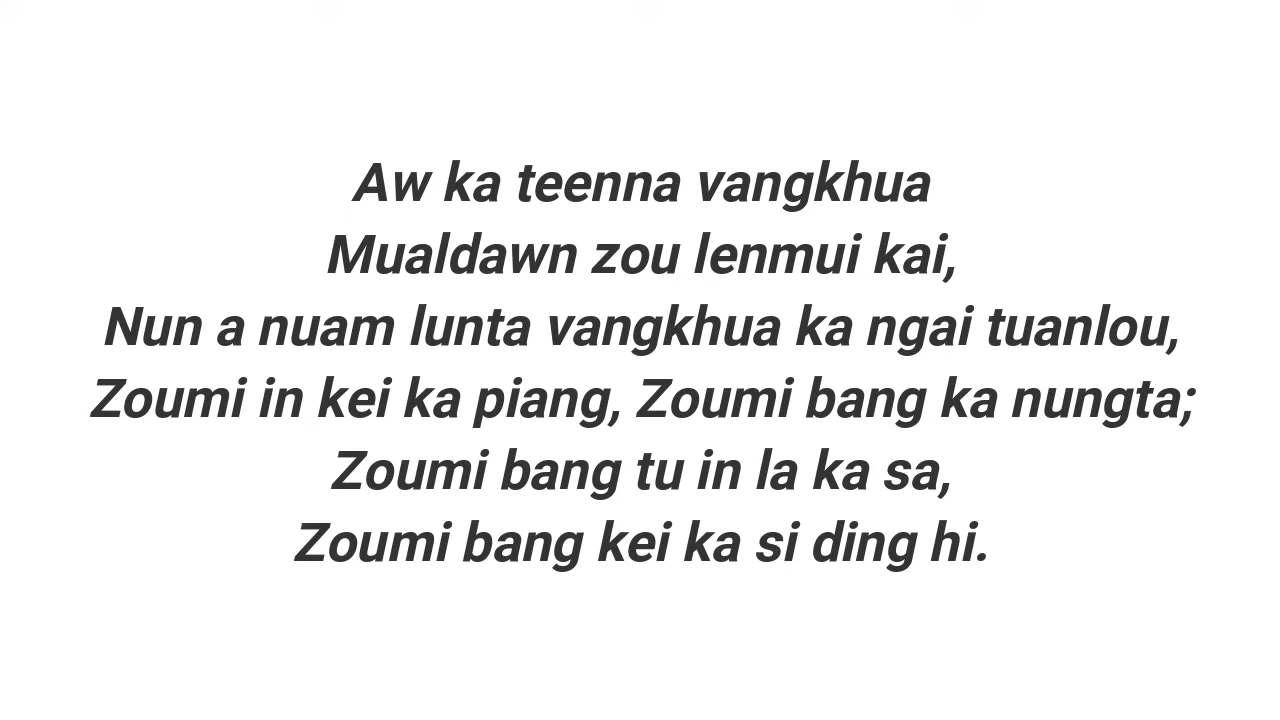 Aw ka teenna vangkhua
Mualdawn zou lenmui kai,
Nun a nuam lunta vangkhua ka ngai tuanlou,
Zoumi in kei ka piang, Zoumi bang ka nungta;
Zoumi bang tu in la ka sa,
Zoumi bang kei ka si ding hi.